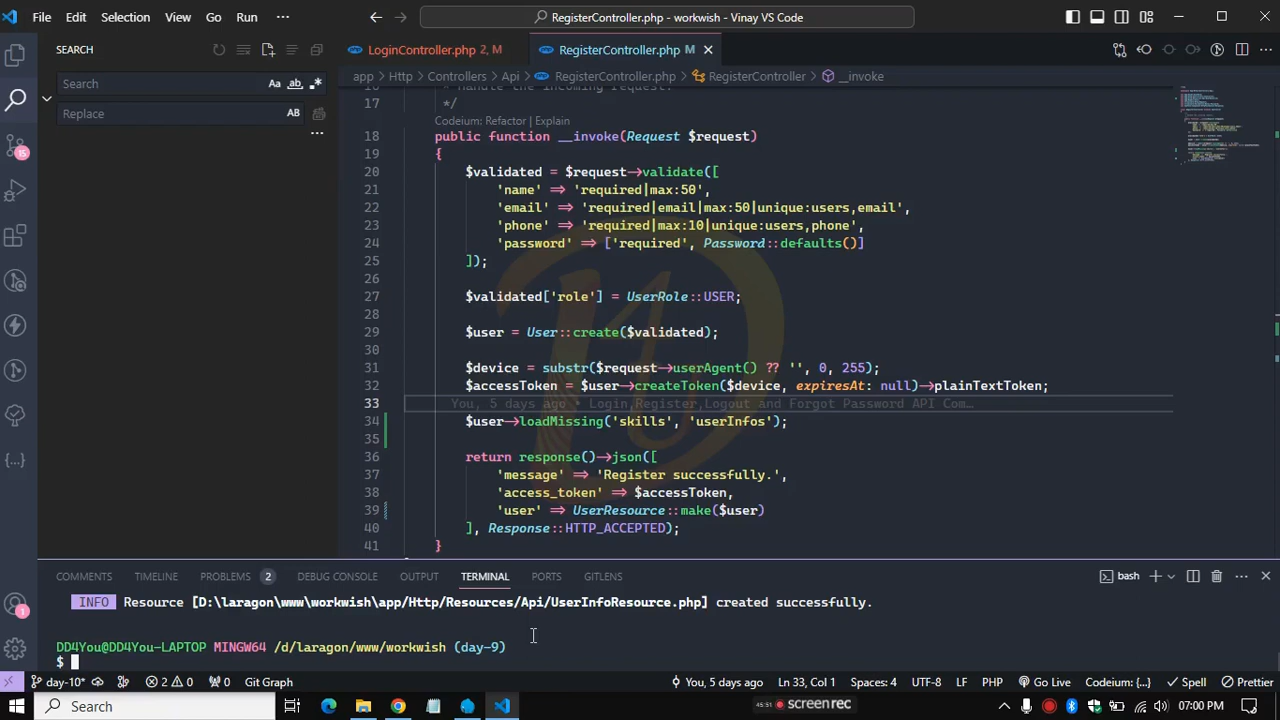 File Edit Selection View Go Run ···
RegisterController.php - workwish - Vinay VS Code
SEARCH
LoginController.php 2, M
RegisterController.php M
Search
Aa ab .*
Replace
AB
···
app > Http > Controllers > Api > RegisterController.php > RegisterController > __invoke
16 * Handle the incoming request.
17 */
Codeium: Refactor | Explain
18 public function __invoke(Request $request)
19 {
20 $validated = $request->validate([
21 'name' => 'required|max:50',
22 'email' => 'required|email|max:50|unique:users,email',
23 'phone' => 'required|max:10|unique:users,phone',
24 'password' => ['required', Password::defaults()]
25 ]);
26
27 $validated['role'] = UserRole::USER;
28
29 $user = User::create($validated);
30
31 $device = substr($request->userAgent() ?? '', 0, 255);
32 $accessToken = $user->createToken($device, expiresAt: null)->plainTextToken;
33 You, 5 days ago • Login,Register,Logout and Forgot Password API Com…
34 $user->loadMissing('skills', 'userInfos');
35
36 return response()->json([
37 'message' => 'Register successfully.',
38 'access_token' => $accessToken,
39 'user' => UserResource::make($user)
40 ], Response::HTTP_ACCEPTED);
41 }
COMMENTS TIMELINE PROBLEMS 2 DEBUG CONSOLE OUTPUT TERMINAL PORTS GITLENS
bash
INFO Resource [D:\laragon\www\workwish\app/Http/Resources/Api/UserInfoResource.php] created successfully.
DD4You@DD4You-LAPTOP MINGW64 /d/laragon/www/workwish (day-9)
$
15
1
day-10* 2 0 0 Git Graph
You, 5 days ago Ln 33, Col 1 Spaces: 4 UTF-8 LF PHP Go Live Codeium: {...} Spell Prettier
Search
45:51 screenrec
07:00 PM